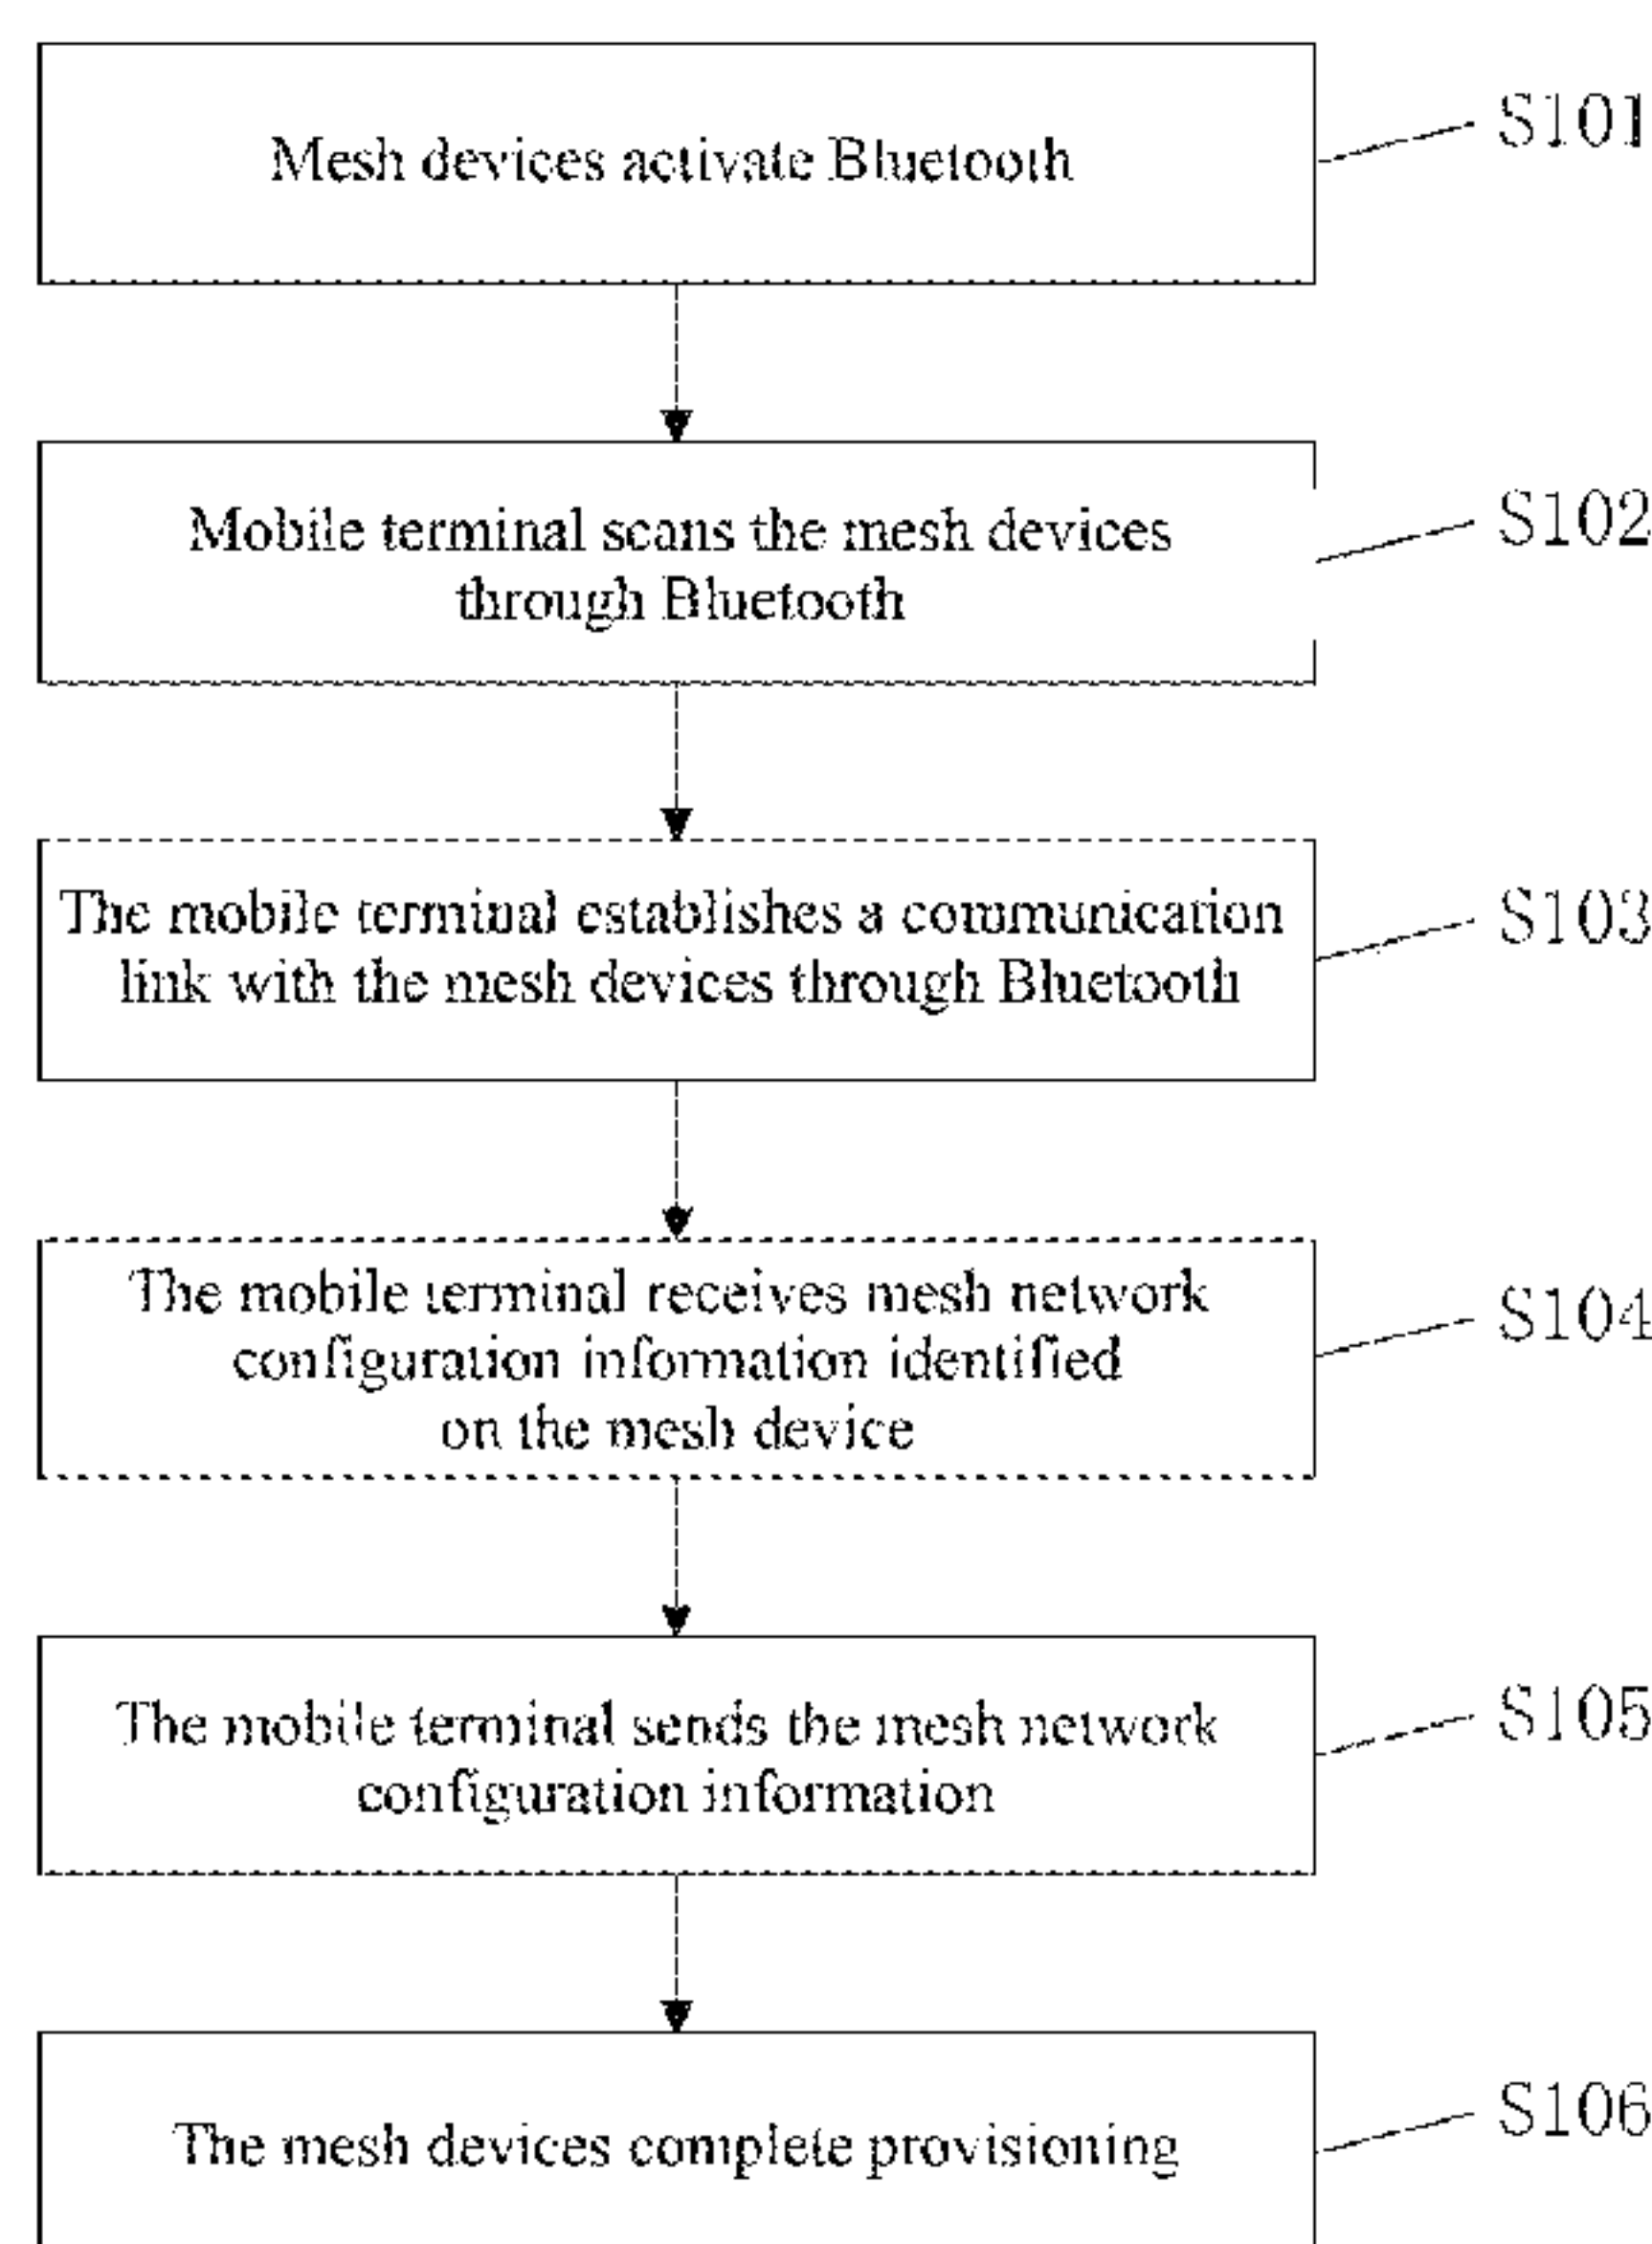 Mesh devices activate Bluetooth
S101
Mobile terminal scans the mesh devices
through Bluetooth
S102
The mobile terminal establishes a communication
link with the mesh devices through Bluetooth
S103
The mobile terminal receives mesh network
configuration information identified
on the mesh device
S104
The mobile terminal sends the mesh network
configuration information
S105
The mesh devices complete provisioning
S106